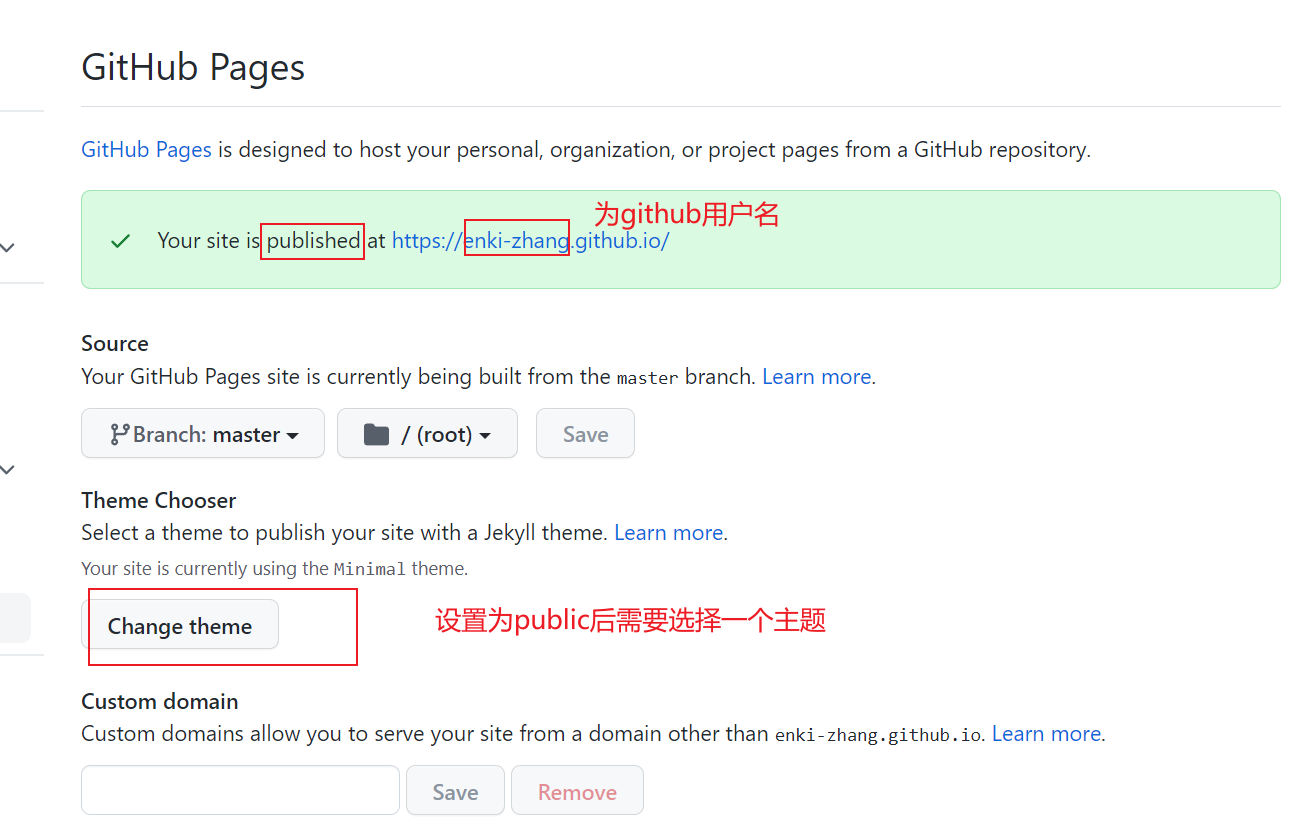 GitHub Pages
GitHub Pages is designed to host your personal, organization, or project pages from a GitHub repository.
为github用户名
Your site is published at https://enki-zhang.github.io/
Source
Your GitHub Pages site is currently being built from the master branch. Learn more.
Branch: master / (root) Save
Theme Chooser
Select a theme to publish your site with a Jekyll theme. Learn more.
Your site is currently using the Minimal theme.
Change theme 设置为public后需要选择一个主题
Custom domain
Custom domains allow you to serve your site from a domain other than enki-zhang.github.io. Learn more.
Save Remove